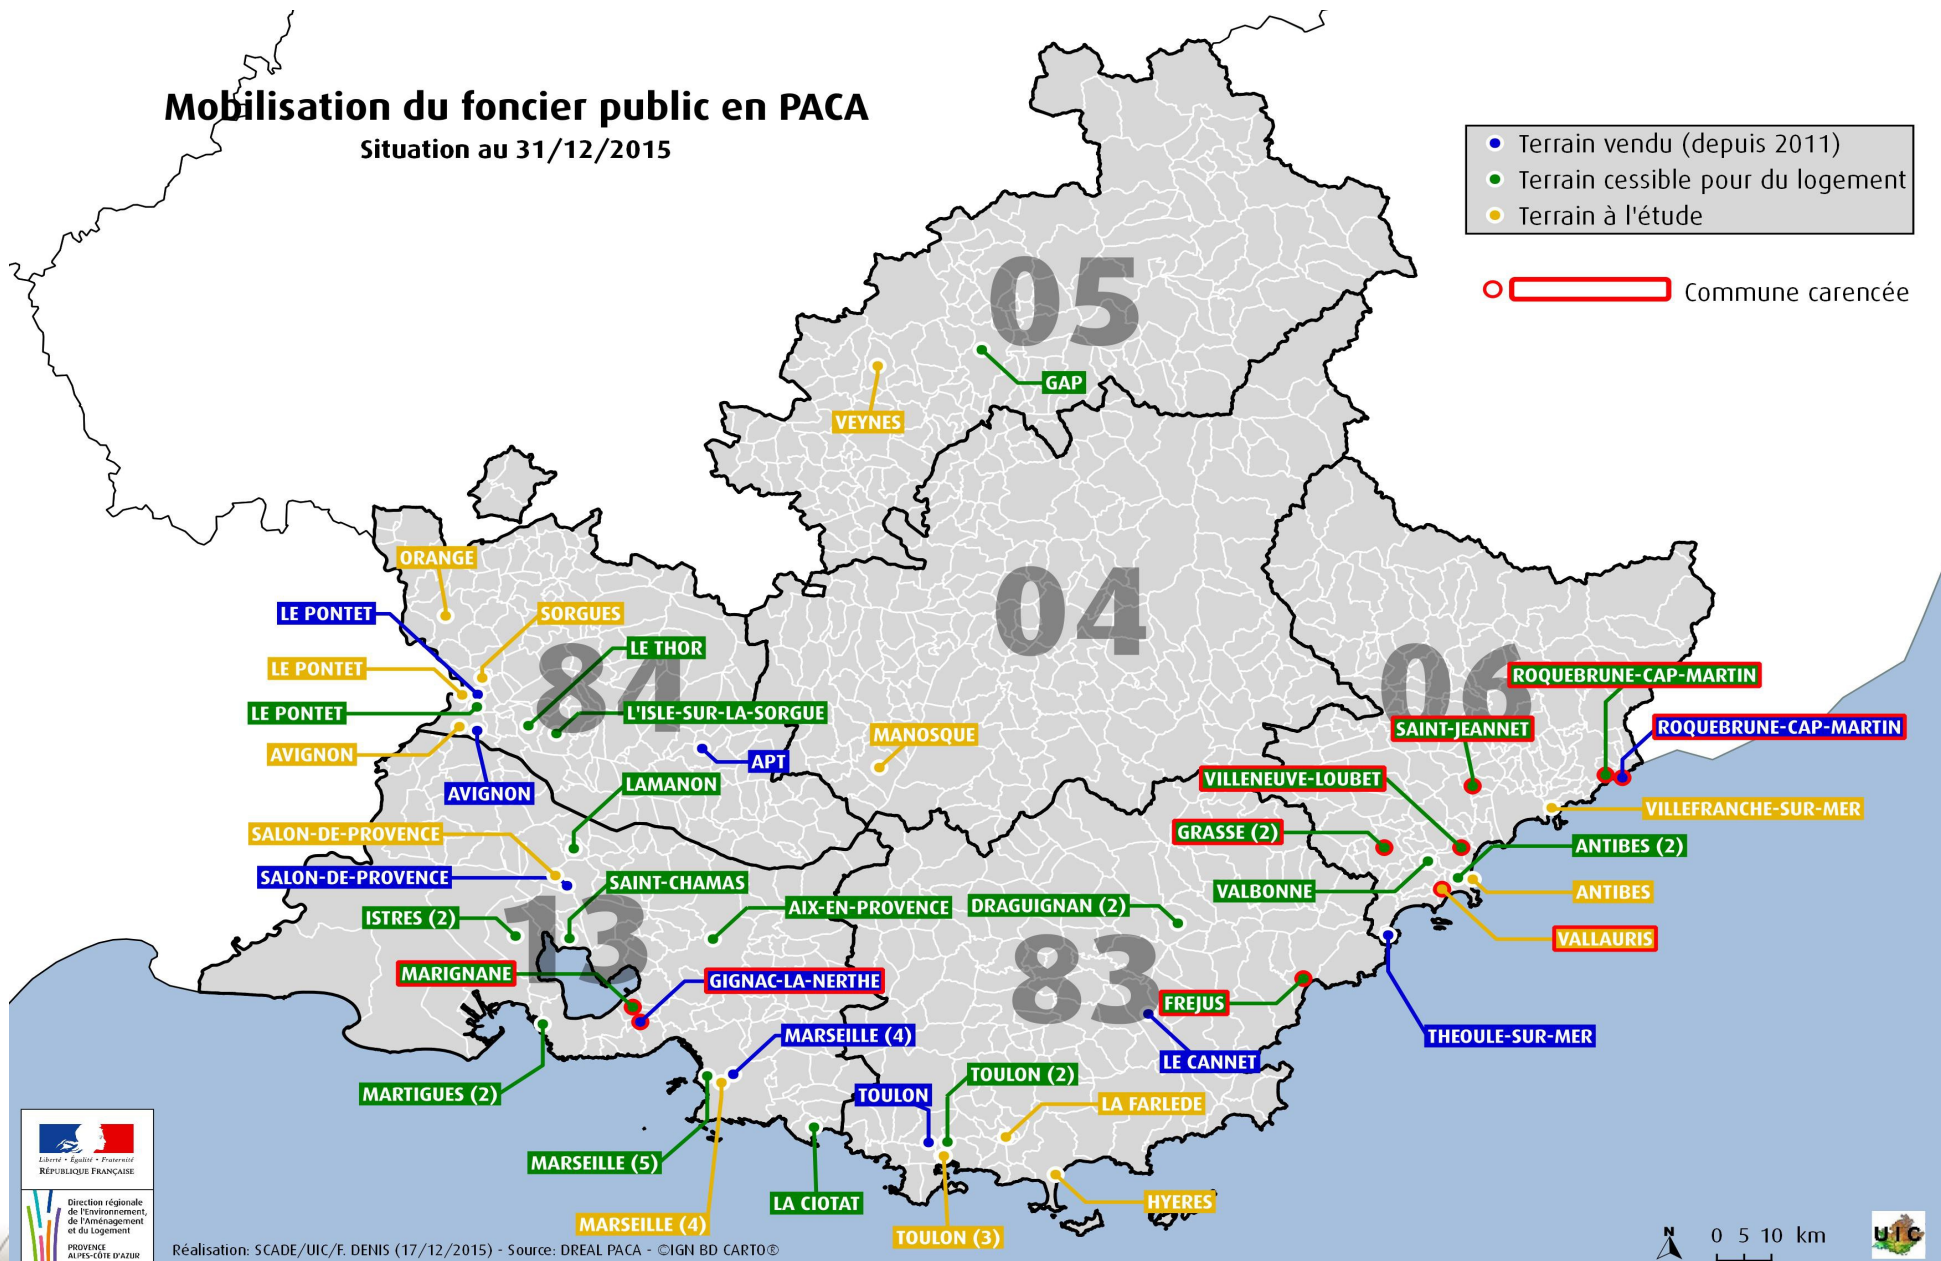 Mobilisation du foncier public en PACA
Situation au 31/12/2015
Terrain vendu (depuis 2011)
Terrain cessible pour du logement
Terrain à l'étude
Commune carencée
05
GAP
VEYNES
ORANGE
04
LE PONTET
SORGUES
84
LE THOR
LE PONTET
06
ROQUEBRUNE-CAP-MARTIN
LE PONTET
L'ISLE-SUR-LA-SORGUE
SAINT-JEANNET
ROQUEBRUNE-CAP-MARTIN
MANOSQUE
AVIGNON
APT
VILLENEUVE-LOUBET
LAMANON
AVIGNON
VILLEFRANCHE-SUR-MER
SALON-DE-PROVENCE
GRASSE (2)
ANTIBES (2)
SALON-DE-PROVENCE
SAINT-CHAMAS
VALBONNE
ANTIBES
AIX-EN-PROVENCE
DRAGUIGNAN (2)
ISTRES (2)
13
VALLAURIS
MARIGNANE
GIGNAC-LA-NERTHE
83
FREJUS
MARSEILLE (4)
THEOULE-SUR-MER
LE CANNET
TOULON (2)
MARTIGUES (2)
TOULON
LA FARLEDE
MARSEILLE (5)
LA CIOTAT
HYERES
MARSEILLE (4)
TOULON (3)
Liberté • Égalité • Fraternité
RÉPUBLIQUE FRANÇAISE
Direction régionale
de l'Environnement,
de l'Aménagement
et du Logement
PROVENCE
ALPES-CÔTE D'AZUR
Réalisation: SCADE/UIC/F. DENIS (17/12/2015) - Source: DREAL PACA - ©IGN BD CARTO®
N
0 5 10 km
UIC